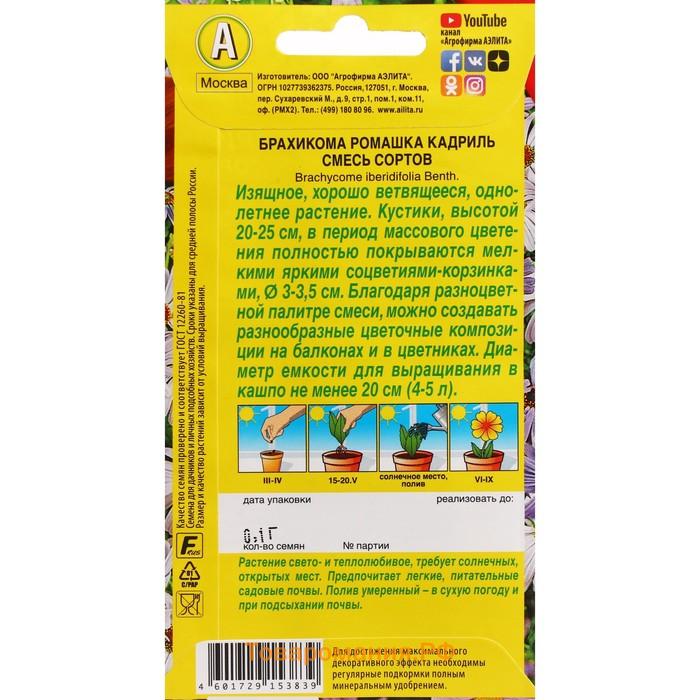 A
Москва
YouTube
канал
«Агрофирма АЭЛИТА»
Изготовитель: ООО "Агрофирма АЭЛИТА".
ОГРН 1027739362375. Россия,127051, г. Москва,
пер. Сухаревский М., д.9, стр.1, пом.1, ком.11,
оф. (РМХ2). Тел.:(499) 180 80 96. www.ailita.ru
БРАХИКОМА РОМАШКА КАДРИЛЬ
СМЕСЬ СОРТОВ
Brachycome iberidifolia Benth.
Изящное, хорошо ветвящееся, одно-
летнее растение. Кустики, высотой
20-25 см, в период массового цвете-
ния полностью покрываются мел-
кими яркими соцветиями-корзинка-
ми, Ø 3-3,5 см. Благодаря разноцвет-
ной палитре смеси, можно создавать
разнообразные цветочные компози-
ции на балконах и в цветниках. Диа-
метр емкости для выращивания в
кашпо не менее 20 см (4-5 л).
III-IV
15-20.V
солнечное место,
полив
VI-IX
дата упаковки
реализовать до:
0,1г
кол-во семян
№ партии
Растение свето- и теплолюбивое, требует солнечных,
открытых мест. Предпочитает легкие, питательные
садовые почвы. Полив умеренный – в сухую погоду и
при подсыхании почвы.
Для достижения максимального
декоративного эффекта необходимы
регулярные подкормки полным
минеральным удобрением.
4 601729 153839
Качество семян проверено и соответствует ГОСТ 12260-81
Семена для дачников и личных подсобных хозяйств. Сроки указаны для средней полосы России.
Размер и качество растений зависят от условий выращивания.
F RUS
81
C/PAP
Товаромания.РФ